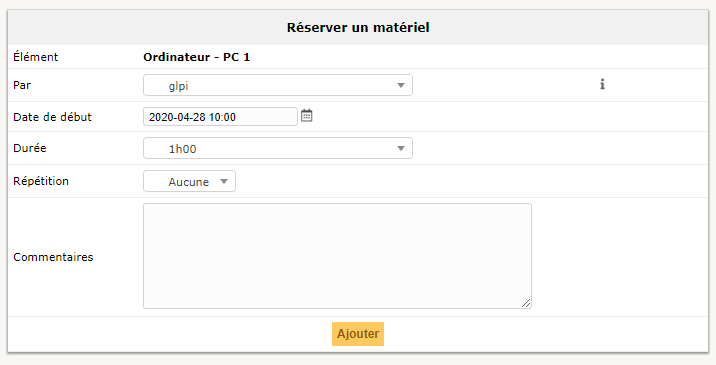 Réserver un matériel
Élément Ordinateur - PC 1
Par glpi
Date de début 2020-04-28 10:00
Durée 1h00
Répétition Aucune
Commentaires
Ajouter